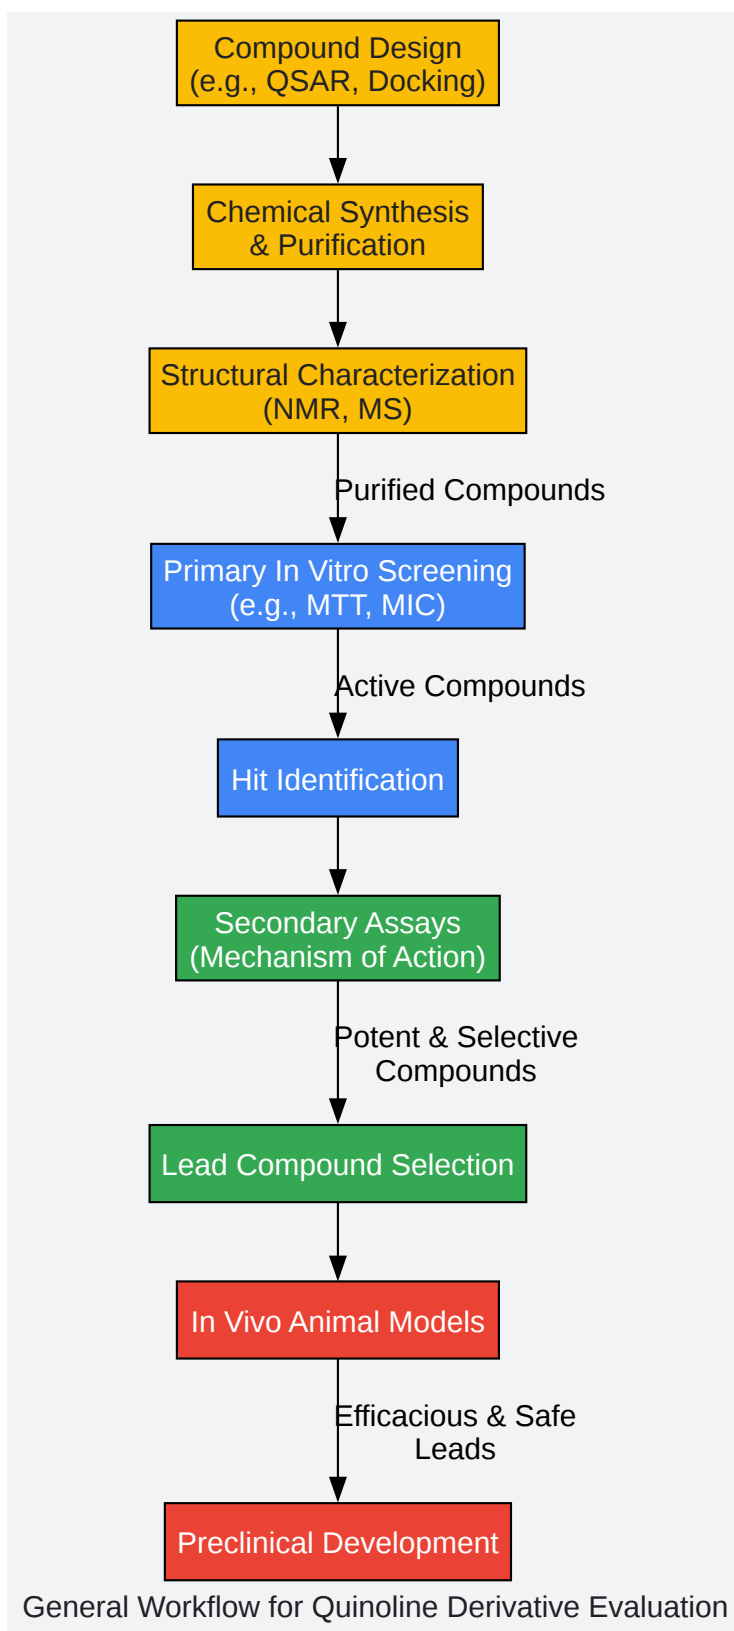 Compound Design
(e.g., QSAR, Docking)
Chemical Synthesis
& Purification
Structural Characterization
(NMR, MS)
Purified Compounds
Primary In Vitro Screening
(e.g., MTT, MIC)
Active Compounds
Hit Identification
Secondary Assays
(Mechanism of Action)
Potent & Selective
Compounds
Lead Compound Selection
In Vivo Animal Models
Efficacious & Safe
Leads
Preclinical Development
General Workflow for Quinoline Derivative Evaluation